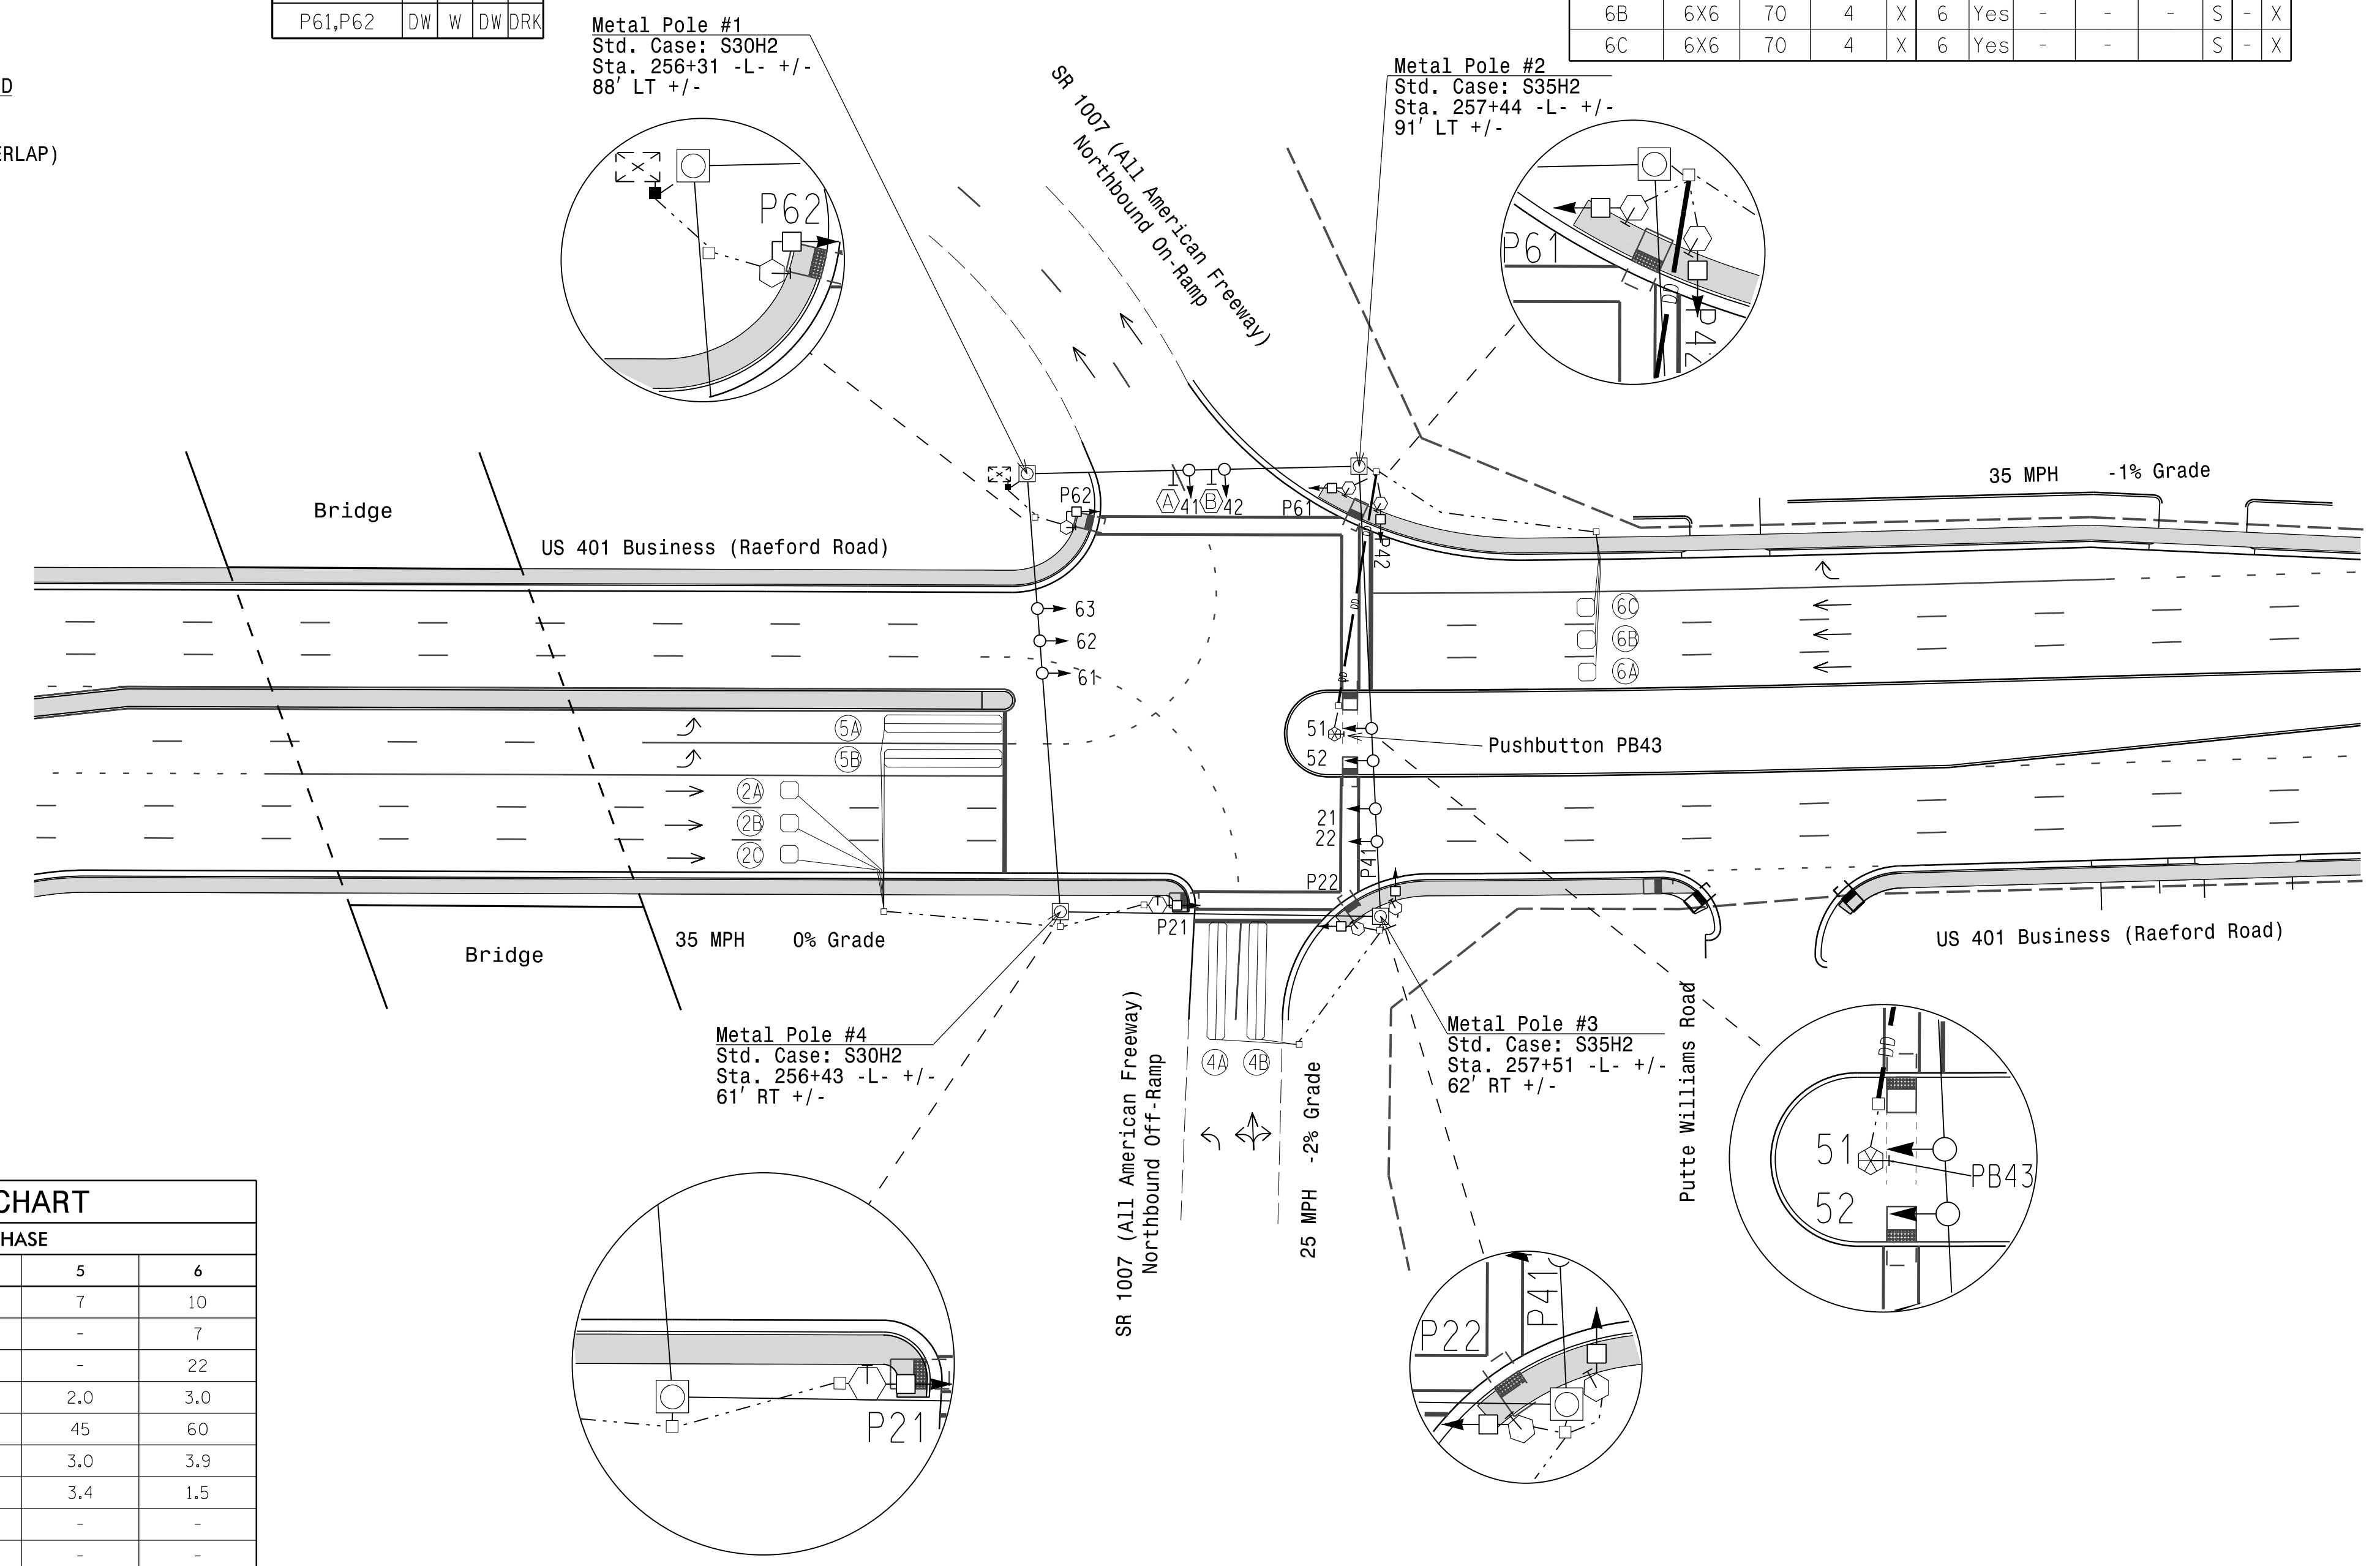 P61,P62 DW W DW DRK
6B 6X6 70 4 X 6 Yes - - - S - X
6C 6X6 70 4 X 6 Yes - - S - X
D
ERLAP)
Metal Pole #1
Std. Case: S30H2
Sta. 256+31 -L- +/-
88' LT +/-
Metal Pole #2
Std. Case: S35H2
Sta. 257+44 -L- +/-
91' LT +/-
SR 1007 (All American Freeway)
Northbound On-Ramp
P62
P61
P42
DD
35 MPH -1% Grade
Bridge
US 401 Business (Raeford Road)
P62
A 41 B 42
P61
P42
DD
DD
63
62
61
6C
6B
6A
5A
5B
51
52
Pushbutton PB43
2A
2B
2C
21
22
P41
P22
P21
35 MPH 0% Grade
Bridge
US 401 Business (Raeford Road)
Metal Pole #4
Std. Case: S30H2
Sta. 256+43 -L- +/-
61' RT +/-
Metal Pole #3
Std. Case: S35H2
Sta. 257+51 -L- +/-
62' RT +/-
4A 4B
SR 1007 (All American Freeway)
Northbound Off-Ramp
25 MPH -2% Grade
Putte Williams Road
DD
51
PB43
52
P41
P22
P21
CHART
HASE
5 6
7 10
- 7
- 22
2.0 3.0
45 60
3.0 3.9
3.4 1.5
- -
- -